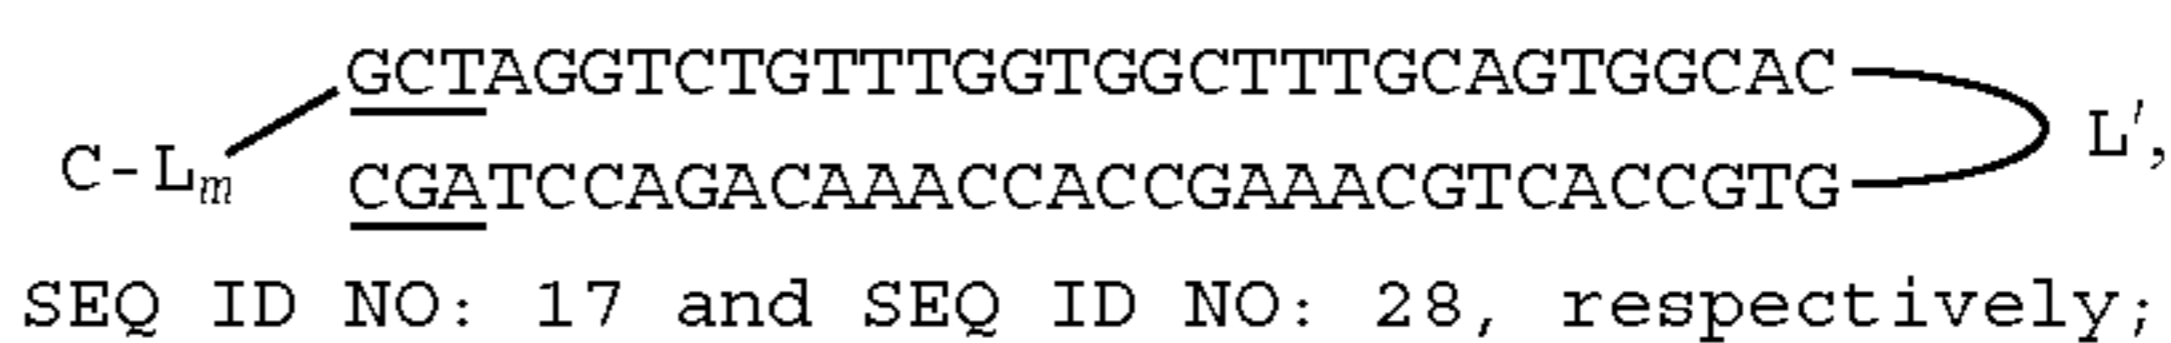 GCTAGGTCTGTTTGGTGGCTTTGCAGTGGCAC
C-Lm L′,
CGATCCAGACAAACCACCGAAACGTCACCGTG
SEQ ID NO: 17 and SEQ ID NO: 28, respectively;